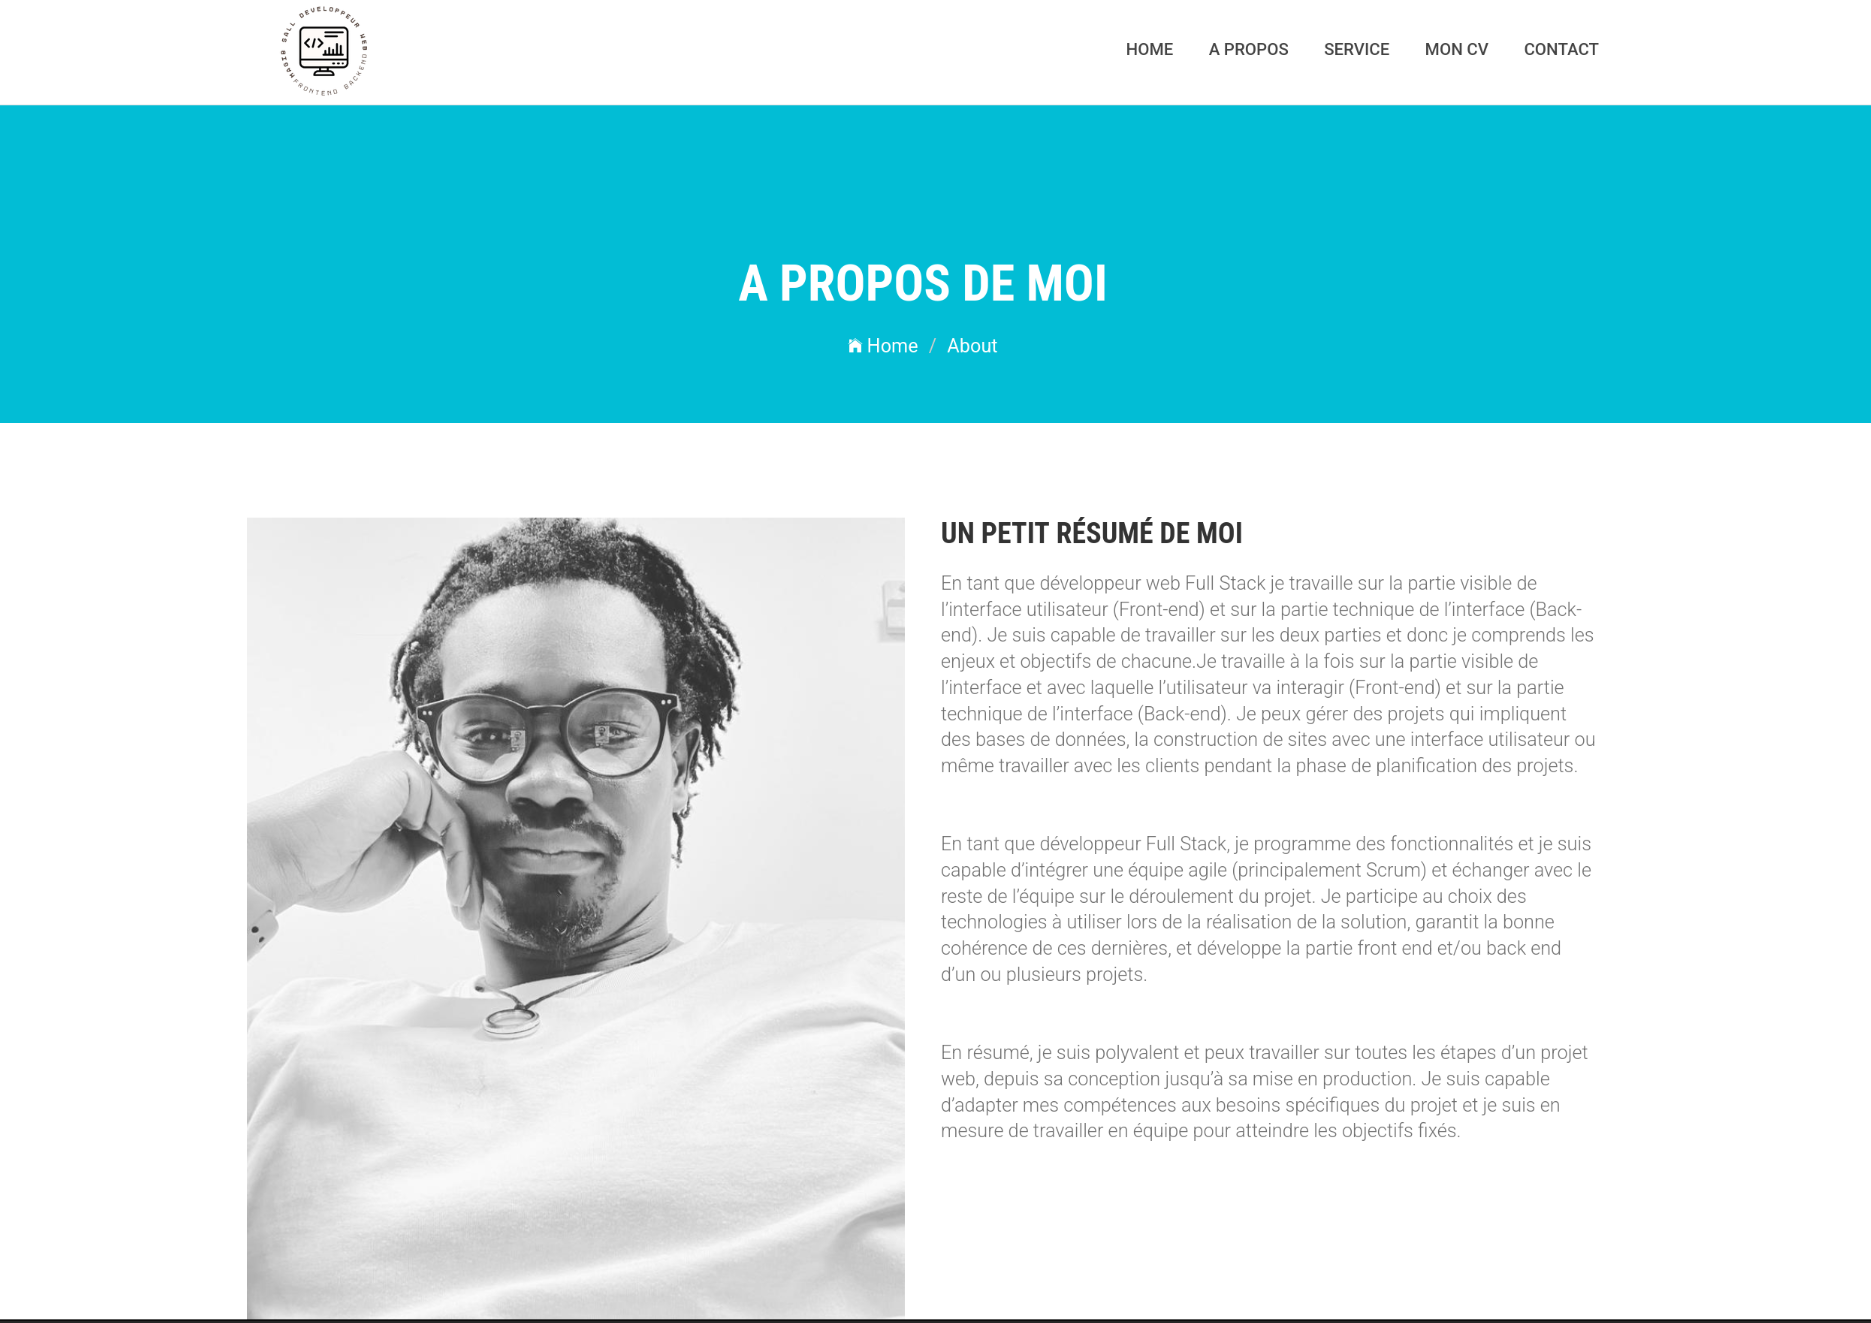 HAGIB SALL DEVELOPPEUR WEB
FRONTEND BACKEND
HOME
A PROPOS
SERVICE
MON CV
CONTACT
A PROPOS DE MOI
Home / About
UN PETIT RÉSUMÉ DE MOI
En tant que développeur web Full Stack je travaille sur la partie visible de
l’interface utilisateur (Front-end) et sur la partie technique de l’interface (Back-
end). Je suis capable de travailler sur les deux parties et donc je comprends les
enjeux et objectifs de chacune.Je travaille à la fois sur la partie visible de
l’interface et avec laquelle l’utilisateur va interagir (Front-end) et sur la partie
technique de l’interface (Back-end). Je peux gérer des projets qui impliquent
des bases de données, la construction de sites avec une interface utilisateur ou
même travailler avec les clients pendant la phase de planification des projets.
En tant que développeur Full Stack, je programme des fonctionnalités et je suis
capable d’intégrer une équipe agile (principalement Scrum) et échanger avec le
reste de l’équipe sur le déroulement du projet. Je participe au choix des
technologies à utiliser lors de la réalisation de la solution, garantit la bonne
cohérence de ces dernières, et développe la partie front end et/ou back end
d’un ou plusieurs projets.
En résumé, je suis polyvalent et peux travailler sur toutes les étapes d’un projet
web, depuis sa conception jusqu’à sa mise en production. Je suis capable
d’adapter mes compétences aux besoins spécifiques du projet et je suis en
mesure de travailler en équipe pour atteindre les objectifs fixés.